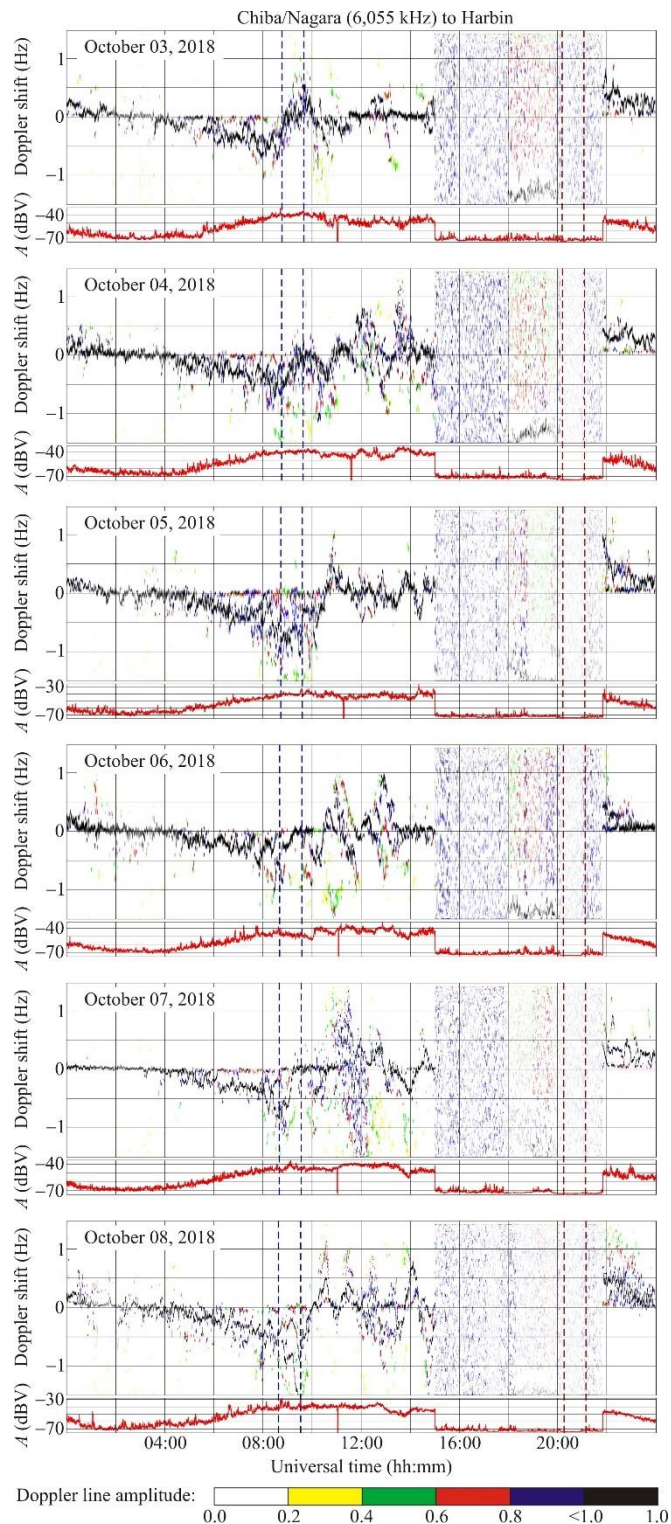 Chiba/Nagara (6,055 kHz) to Harbin
October 03, 2018
Doppler shift (Hz)
1
0
−1
A (dBV)
−40
−70
October 04, 2018
Doppler shift (Hz)
1
0
−1
A (dBV)
−40
−70
October 05, 2018
Doppler shift (Hz)
1
0
−1
A (dBV)
−30
−70
October 06, 2018
Doppler shift (Hz)
1
0
−1
A (dBV)
−40
−70
October 07, 2018
Doppler shift (Hz)
1
0
−1
A (dBV)
−40
−70
October 08, 2018
Doppler shift (Hz)
1
0
−1
A (dBV)
−30
−70
04:00 08:00 12:00 16:00 20:00
Universal time (hh:mm)
Doppler line amplitude:
0.0 0.2 0.4 0.6 0.8 <1.0 1.0